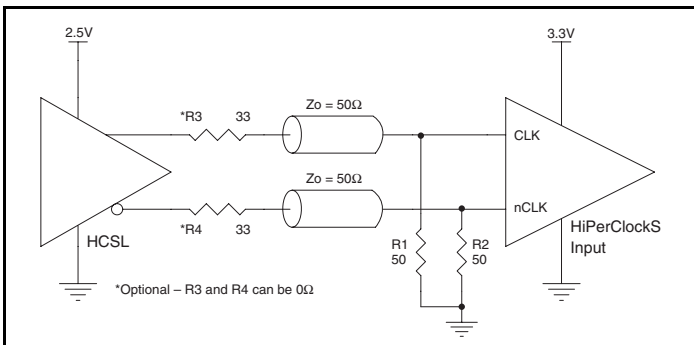 2.5V
3.3V
*R3 33
Zo = 50Ω
CLK
*R4 33
Zo = 50Ω
nCLK
HCSL
R1
50
R2
50
HiPerClockS
Input
*Optional – R3 and R4 can be 0Ω